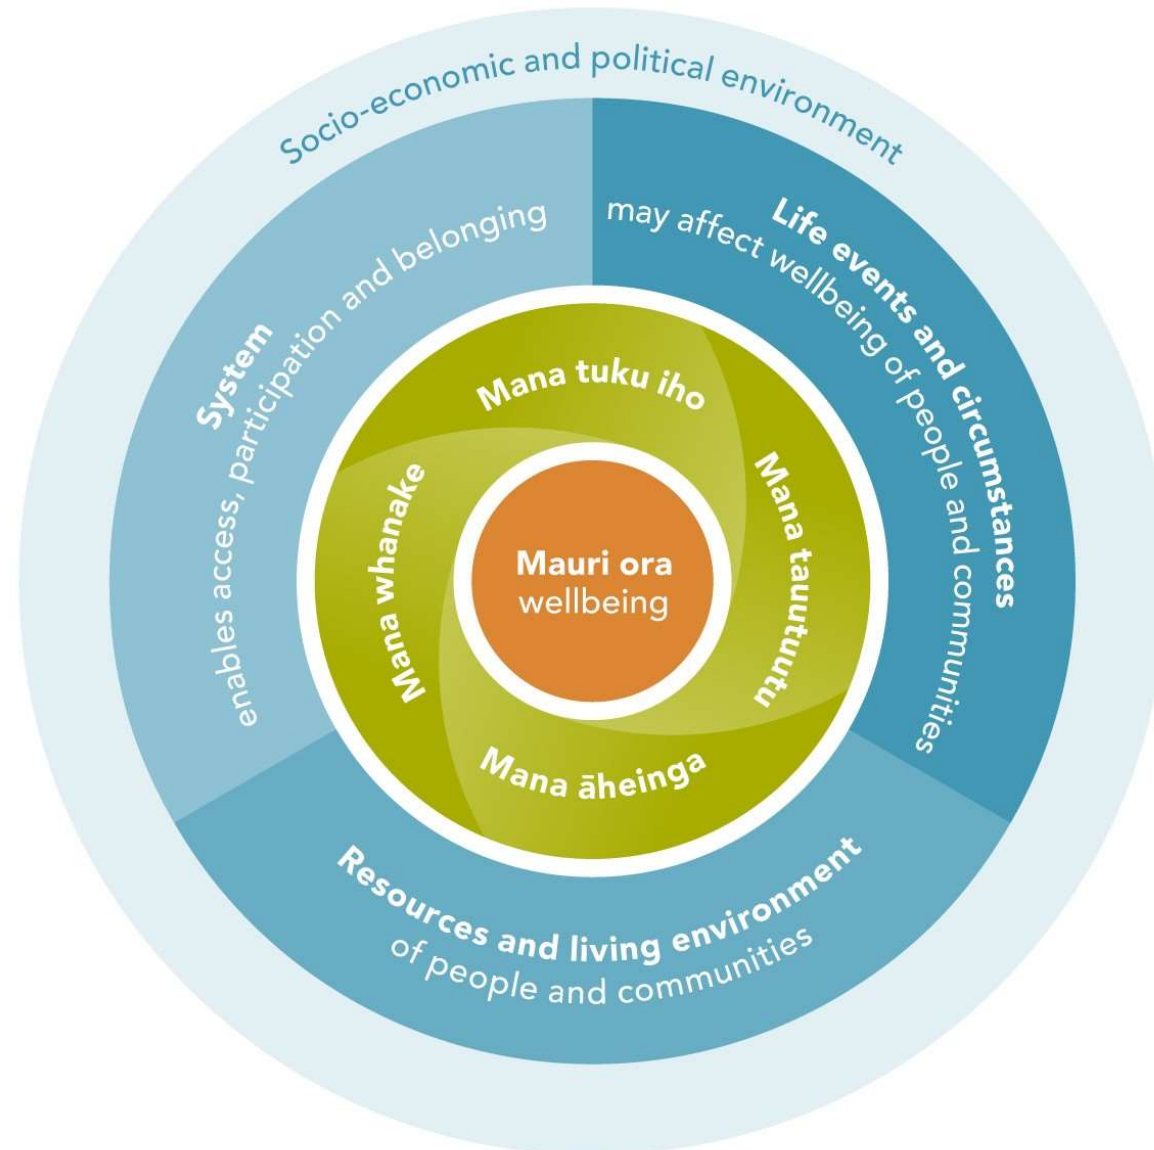 Socio-economic and political environment
System
enables access, participation and belonging
Life events and circumstances
may affect wellbeing of people and communities
Mana tuku iho
Mana whanake
Mana tauutuutu
Mauri ora
wellbeing
Mana āheinga
Resources and living environment
of people and communities